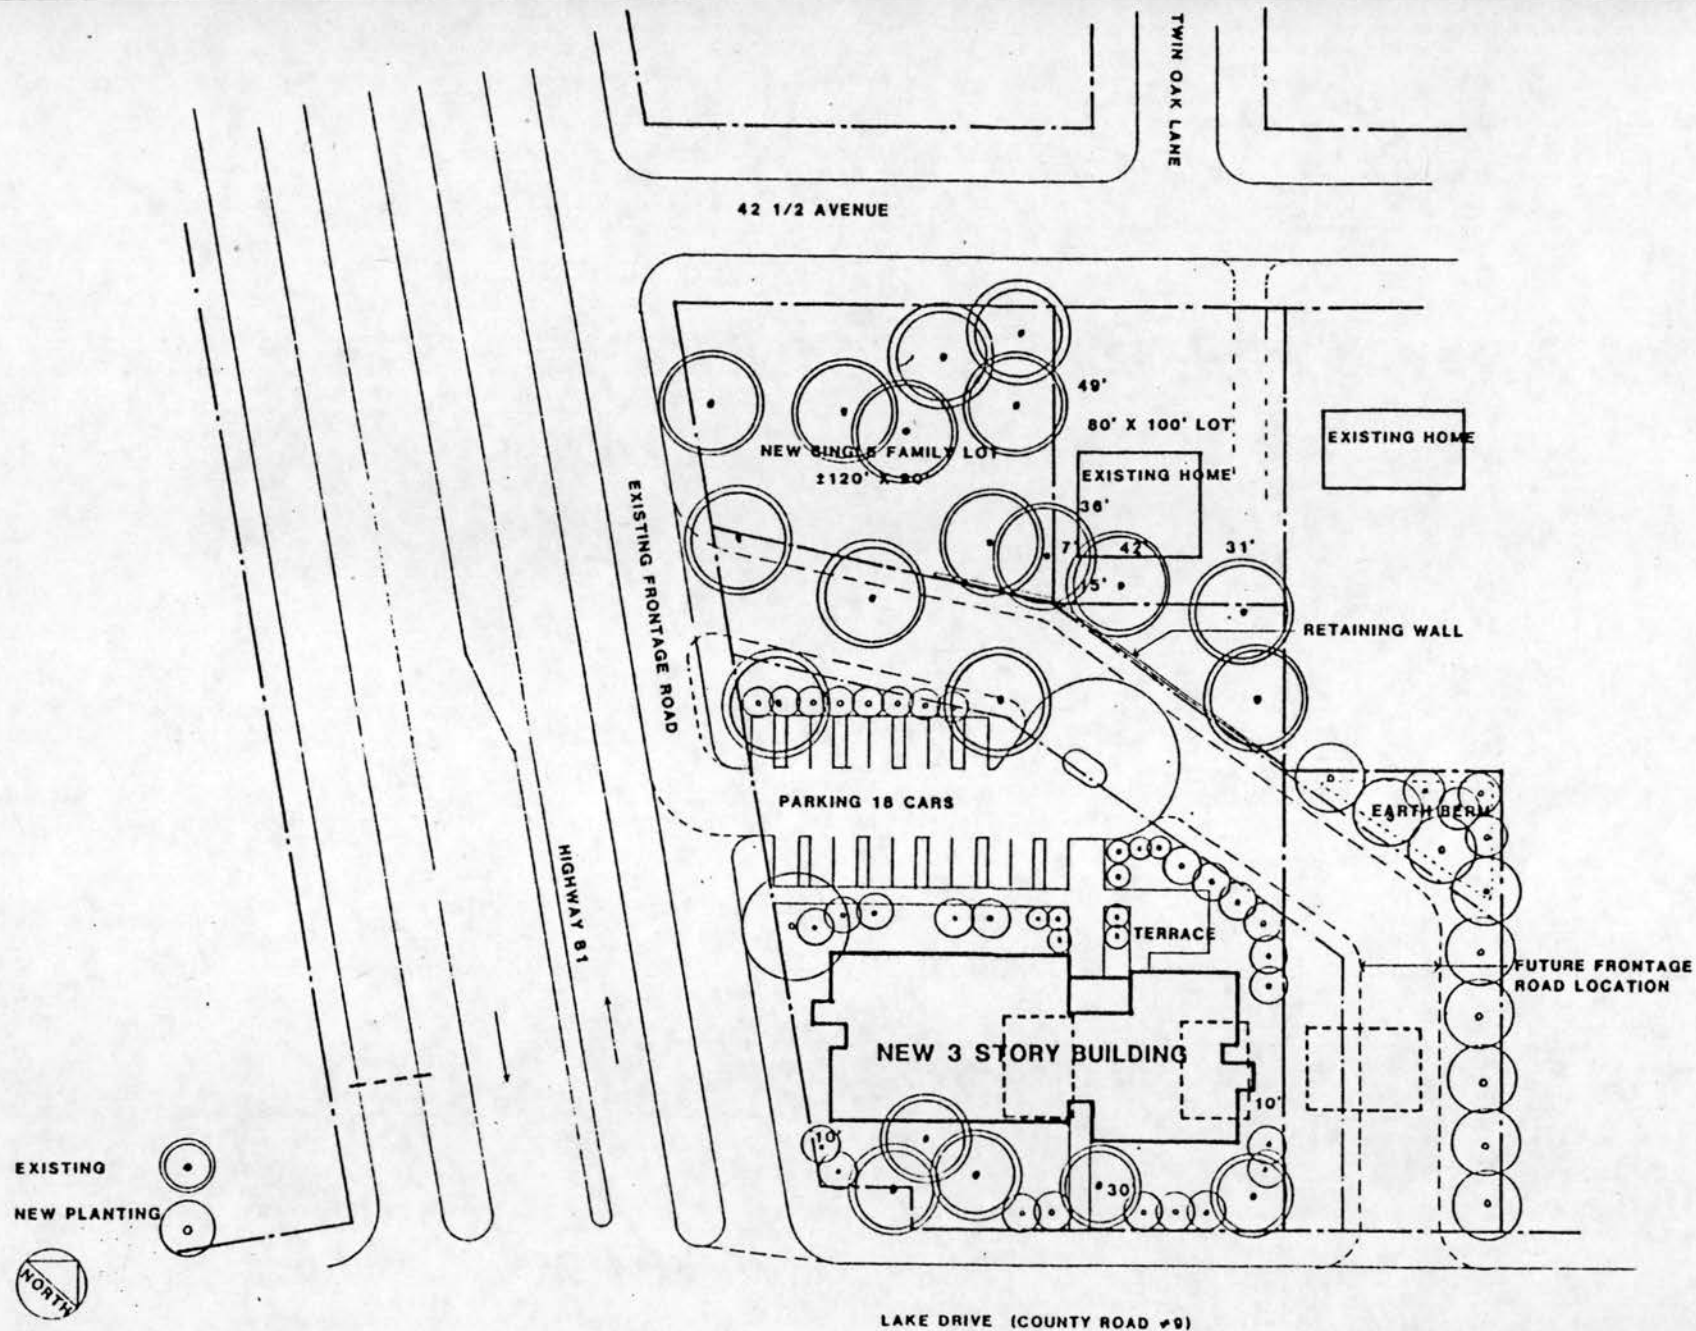 TWIN OAK LANE
42 1/2 AVENUE
49'
80' X 100' LOT
EXISTING HOME
NEW SINGLE FAMILY LOT
±120' X 90'
EXISTING HOME
36'
7'
42'
31'
15'
EXISTING FRONTAGE ROAD
RETAINING WALL
PARKING 18 CARS
EARTH BERM
HIGHWAY 81
TERRACE
FUTURE FRONTAGE
ROAD LOCATION
NEW 3 STORY BUILDING
10'
10'
30
EXISTING
NEW PLANTING
NORTH
LAKE DRIVE (COUNTY ROAD #9)